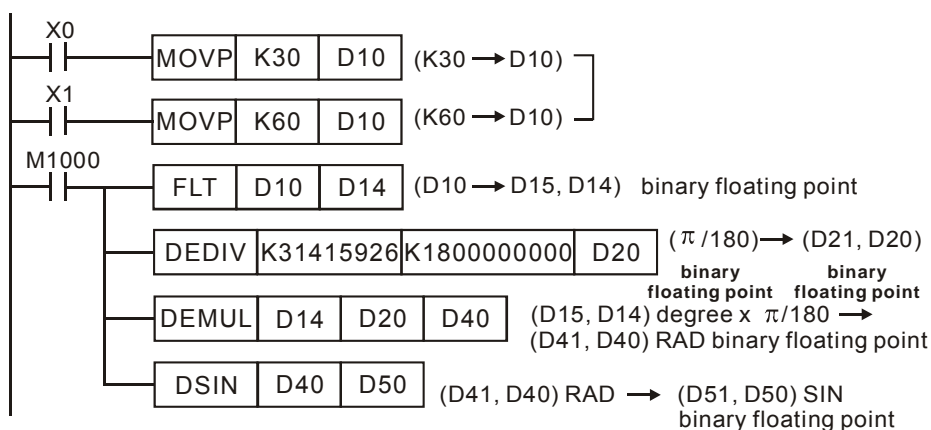 X0
MOVP K30 D10 (K30 → D10)
X1
MOVP K60 D10 (K60 → D10)
M1000
FLT D10 D14 (D10 → D15, D14) binary floating point
DEDIV K31415926 K1800000000 D20 (π/180) → (D21, D20)
binary floating point binary floating point
DEMUL D14 D20 D40 (D15, D14) degree x π/180 →
(D41, D40) RAD binary floating point
DSIN D40 D50 (D41, D40) RAD → (D51, D50) SIN
binary floating point